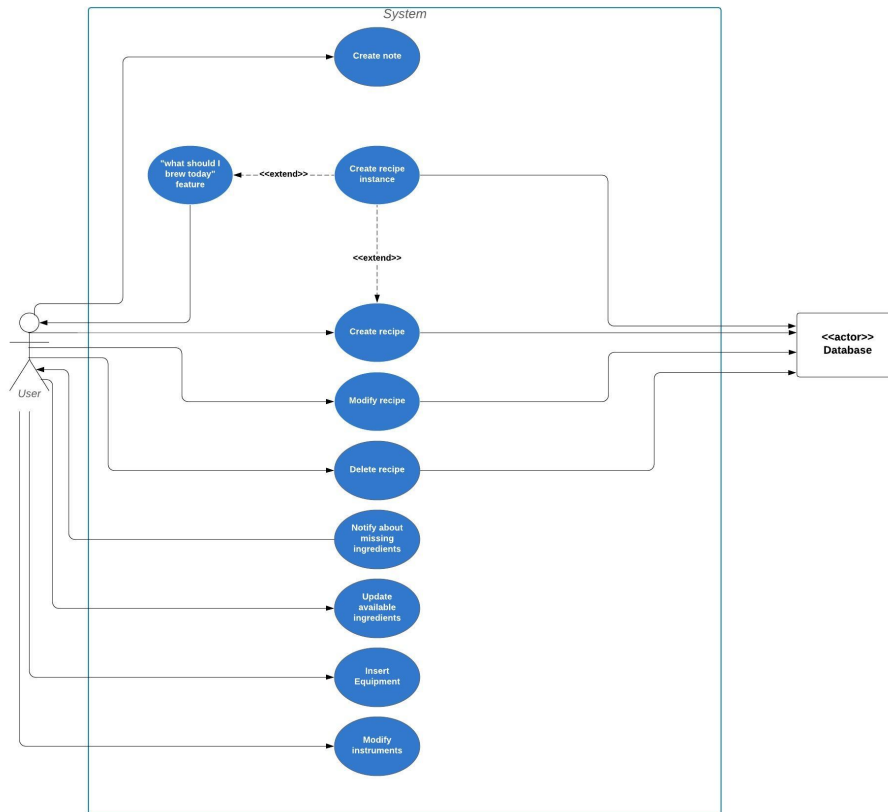 System
Create note
"what should I
brew today"
feature
<<extend>>
Create recipe
instance
<<extend>>
Create recipe
<<actor>>
Database
User
Modify recipe
Delete recipe
Notify about
missing
ingredients
Update
available
ingredients
Insert
Equipment
Modify
instruments